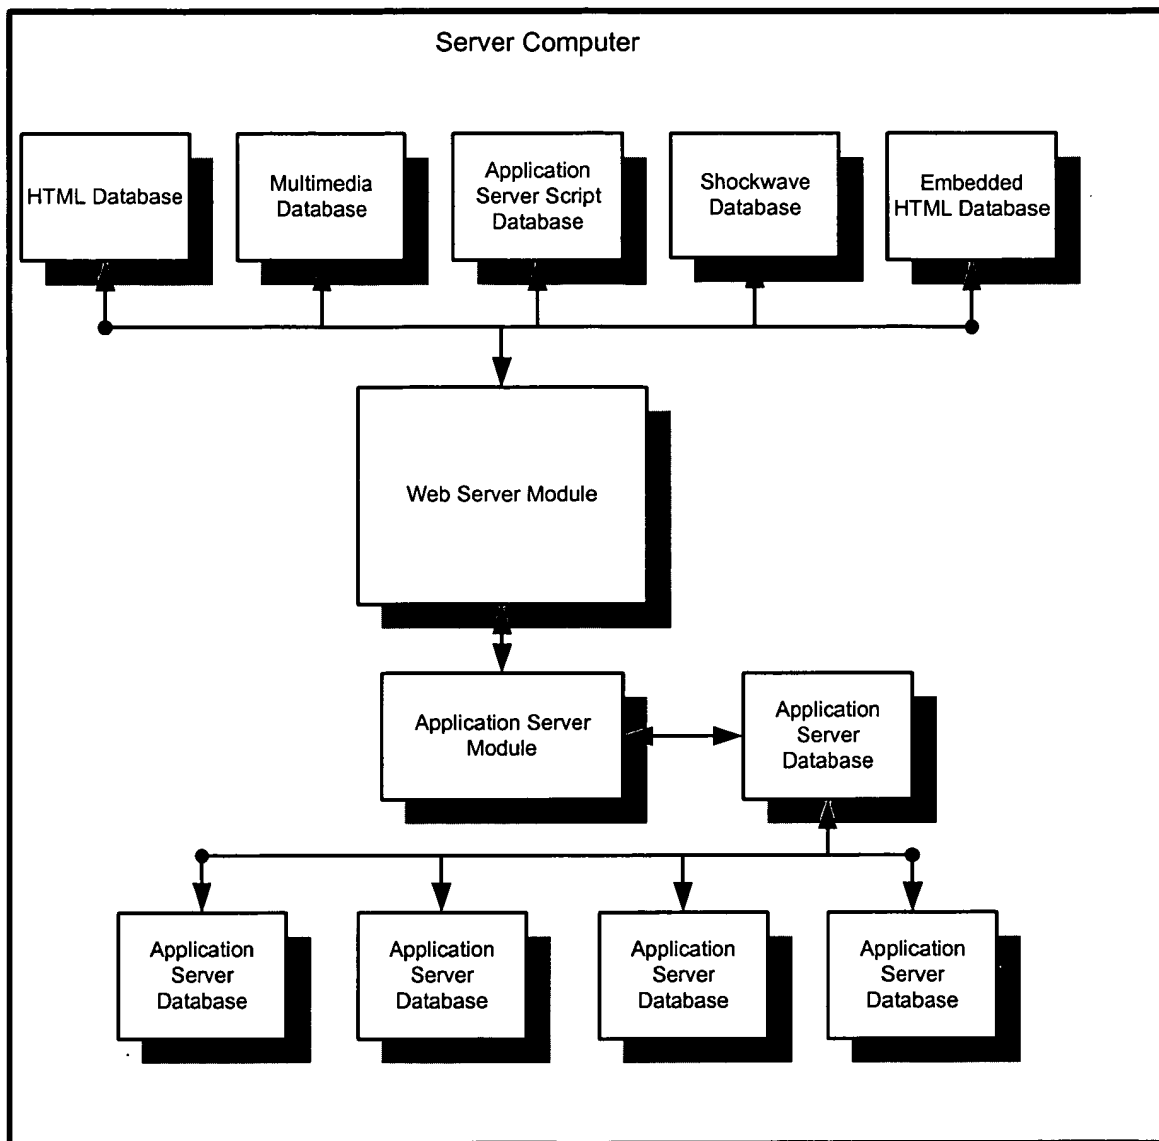 Server Computer
HTML Database
Multimedia
Database
Application
Server Script
Database
Shockwave
Database
Embedded
HTML Database
Web Server Module
Application Server
Module
Application
Server
Database
Application
Server
Database
Application
Server
Database
Application
Server
Database
Application
Server
Database